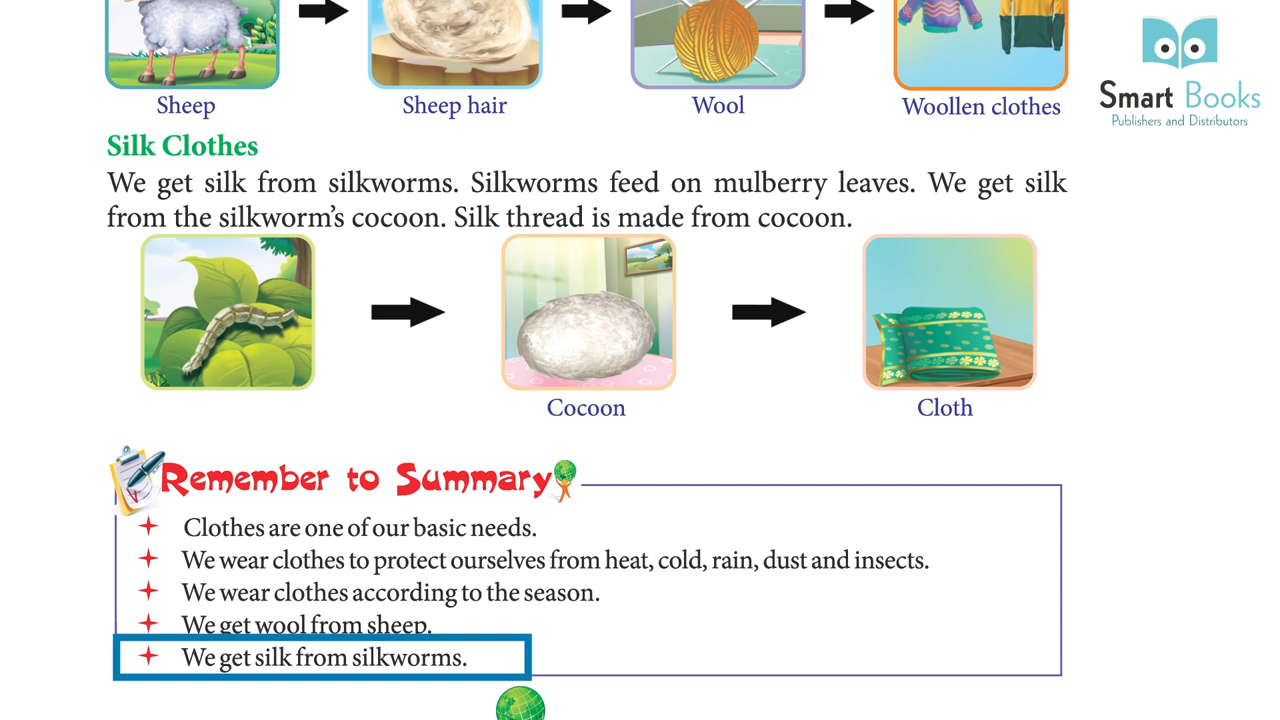 Sheep Sheep hair Wool Woollen clothes
Smart Books
Publishers and Distributors
Silk Clothes
We get silk from silkworms. Silkworms feed on mulberry leaves. We get silk
from the silkworm's cocoon. Silk thread is made from cocoon.
Cocoon Cloth
Remember to Summary
Clothes are one of our basic needs.
We wear clothes to protect ourselves from heat, cold, rain, dust and insects.
We wear clothes according to the season.
We get wool from sheep.
We get silk from silkworms.